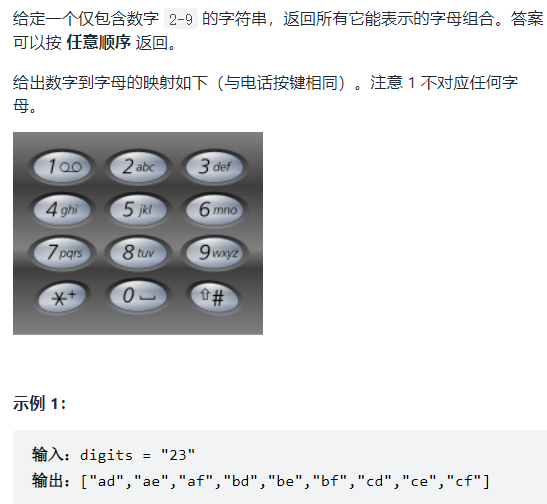 给定一个仅包含数字 2-9 的字符串，返回所有它能表示的字母组合。答案
可以按 任意顺序 返回。
给出数字到字母的映射如下（与电话按键相同）。注意 1 不对应任何字
母。
1 2 abc 3 def
4 ghi 5 jkl 6 mno
7 pqrs 8 tuv 9 wxyz
*+ 0 ⇧#
示例 1：
输入：digits = "23"
输出：["ad","ae","af","bd","be","bf","cd","ce","cf"]